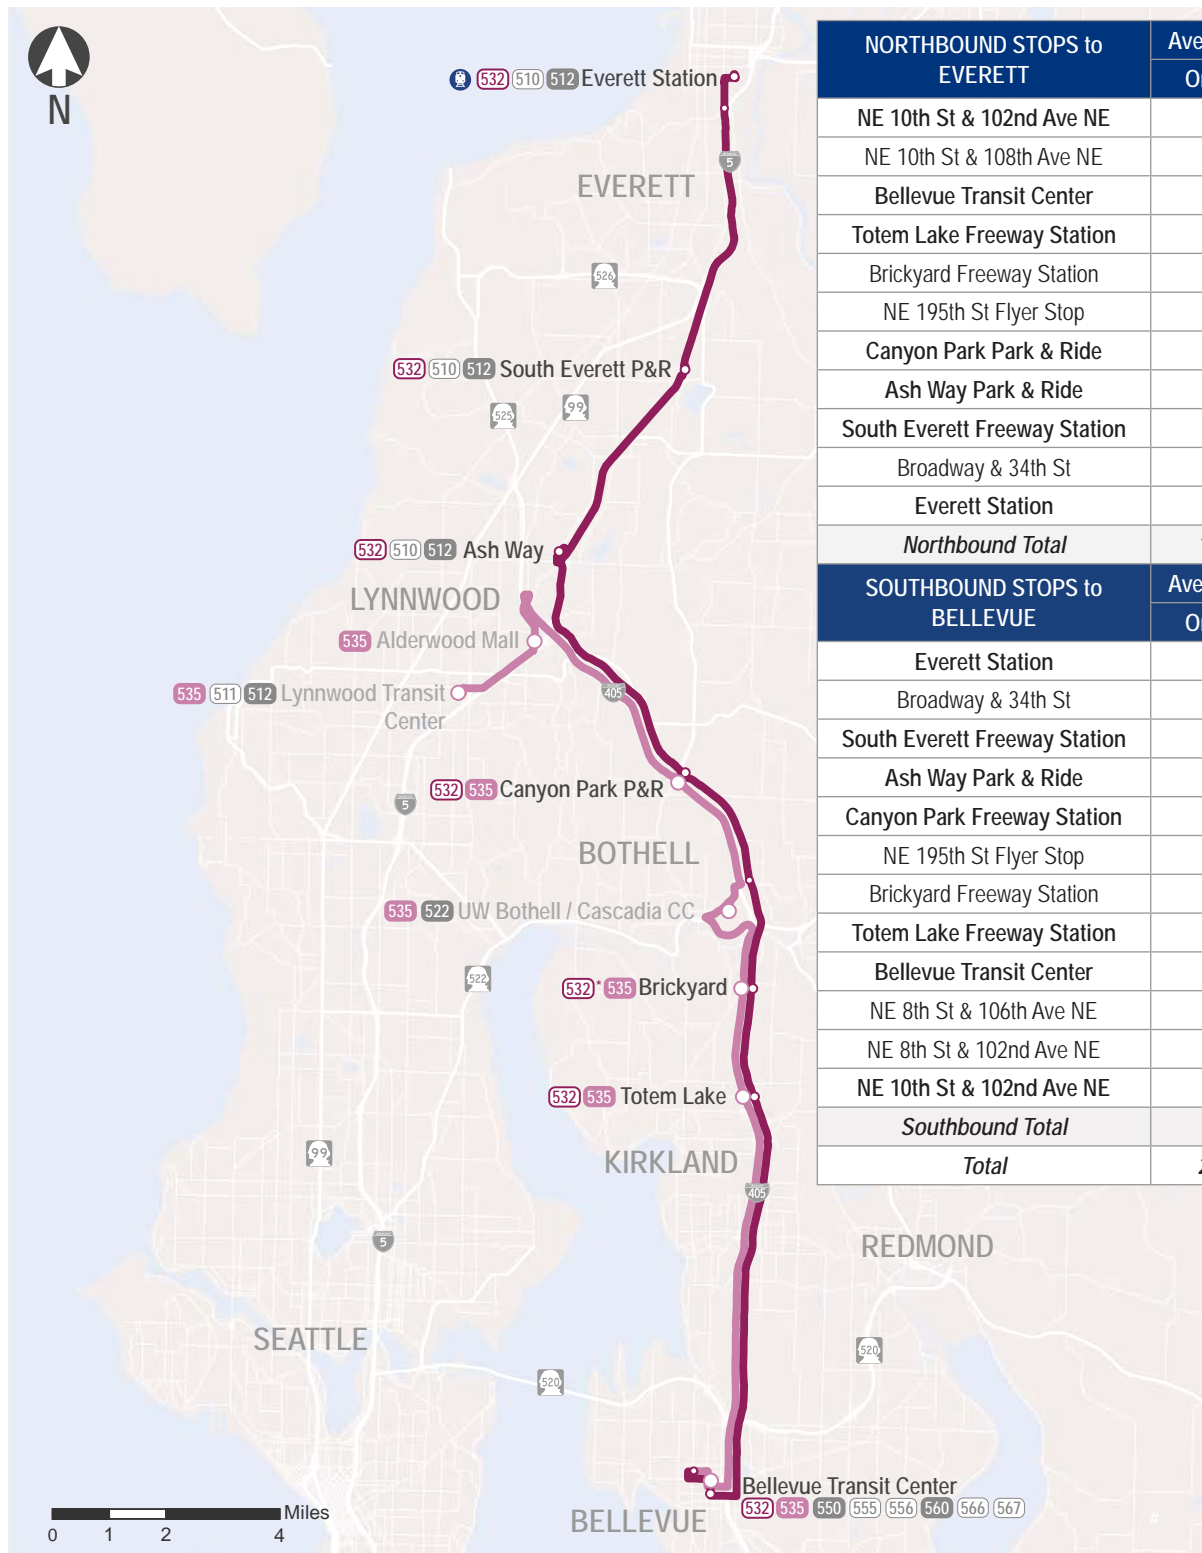 N
532 510 512 Everett Station
5
EVERETT
526
532 510 512 South Everett P&R
525
99
532 510 512 Ash Way
LYNNWOOD
535 Alderwood Mall
535 511 512 Lynnwood Transit
Center
405
532 535 Canyon Park P&R
5
BOTHELL
535 522 UW Bothell / Cascadia CC
522
532* 535 Brickyard
532 535 Totem Lake
99
KIRKLAND
405
5
REDMOND
SEATTLE
520
520
Bellevue Transit Center
532 535 550 555 556 560 566 567
BELLEVUE
Miles
0 1 2 4
#
NORTHBOUND STOPS to
EVERETT
NE 10th St & 102nd Ave NE
NE 10th St & 108th Ave NE
Bellevue Transit Center
Totem Lake Freeway Station
Brickyard Freeway Station
NE 195th St Flyer Stop
Canyon Park Park & Ride
Ash Way Park & Ride
South Everett Freeway Station
Broadway & 34th St
Everett Station
Northbound Total
SOUTHBOUND STOPS to
BELLEVUE
Everett Station
Broadway & 34th St
South Everett Freeway Station
Ash Way Park & Ride
Canyon Park Freeway Station
NE 195th St Flyer Stop
Brickyard Freeway Station
Totem Lake Freeway Station
Bellevue Transit Center
NE 8th St & 106th Ave NE
NE 8th St & 102nd Ave NE
NE 10th St & 102nd Ave NE
Southbound Total
Total